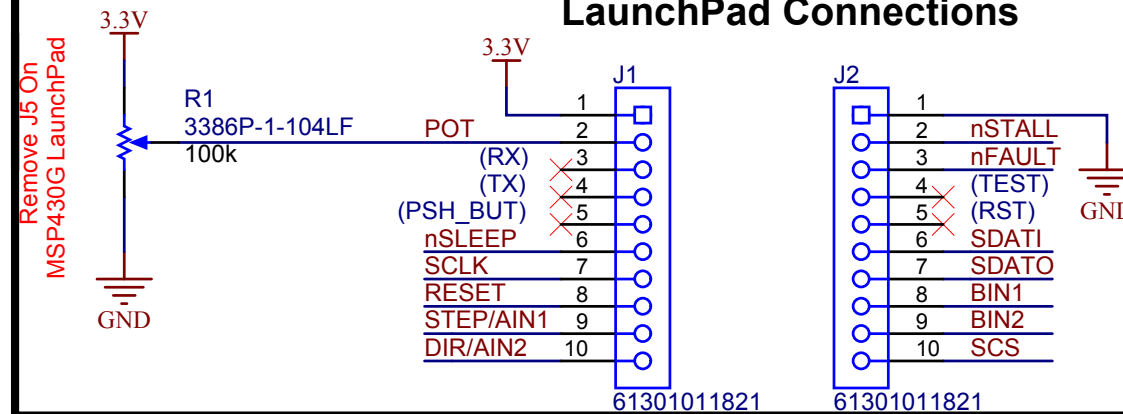 LaunchPad Connections
Remove J5 On
MSP430G LaunchPad
3.3V
R1
3386P-1-104LF
100k
GND
3.3V
J1
1
POT 2
(RX) 3
(TX) 4
(PSH_BUT) 5
nSLEEP 6
SCLK 7
RESET 8
STEP/AIN1 9
DIR/AIN2 10
61301011821
J2
1
2 nSTALL
3 nFAULT
4 (TEST)
5 (RST)
6 SDATI
7 SDATO
8 BIN1
9 BIN2
10 SCS
61301011821
GND